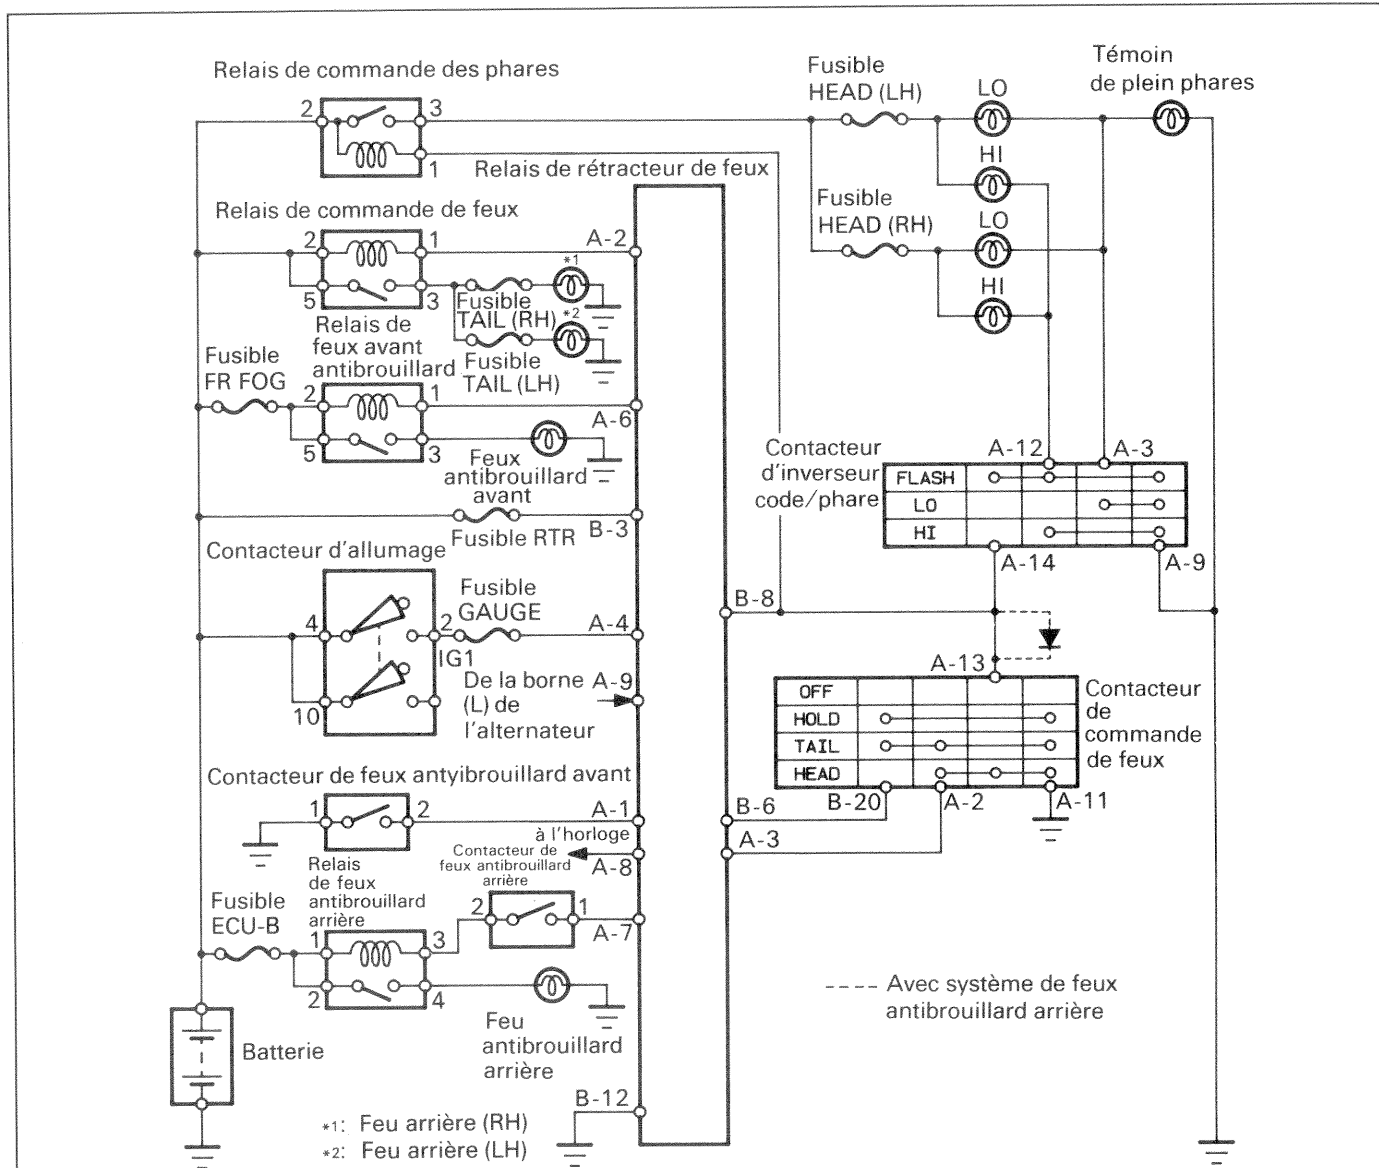 Relais de commande des phares
2
3
1
Fusible
HEAD (LH)
LO
Témoin
de plein phares
HI
Fusible
HEAD (RH)
LO
HI
Relais de rétracteur de feux
Relais de commande de feux
2
1
A-2
5
3
*1
Fusible
TAIL (RH)
*2
Fusible
TAIL (LH)
Relais de
feux avant
antibrouillard
Fusible
FR FOG
2
1
A-6
5
3
Feux
antibrouillard
avant
B-3
Fusible RTR
Contacteur
d'inverseur
code/phare
A-12
A-3
FLASH
LO
HI
A-14
A-9
Contacteur d'allumage
4
10
2
IG1
Fusible
GAUGE
A-4
B-8
De la borne
(L) de
l'alternateur
A-9
A-13
OFF
HOLD
TAIL
HEAD
Contacteur
de
commande
de feux
B-20
A-2
A-11
Contacteur de feux antyibrouillard avant
1
2
A-1
B-6
A-3
à l'horloge
A-8
Contacteur de
feux antibrouillard
arrière
2
1
A-7
Relais
de feux
antibrouillard
arrière
Fusible
ECU-B
1
3
2
4
Feu
antibrouillard
arrière
---- Avec système de feux
antibrouillard arrière
Batterie
B-12
*1: Feu arrière (RH)
*2: Feu arrière (LH)